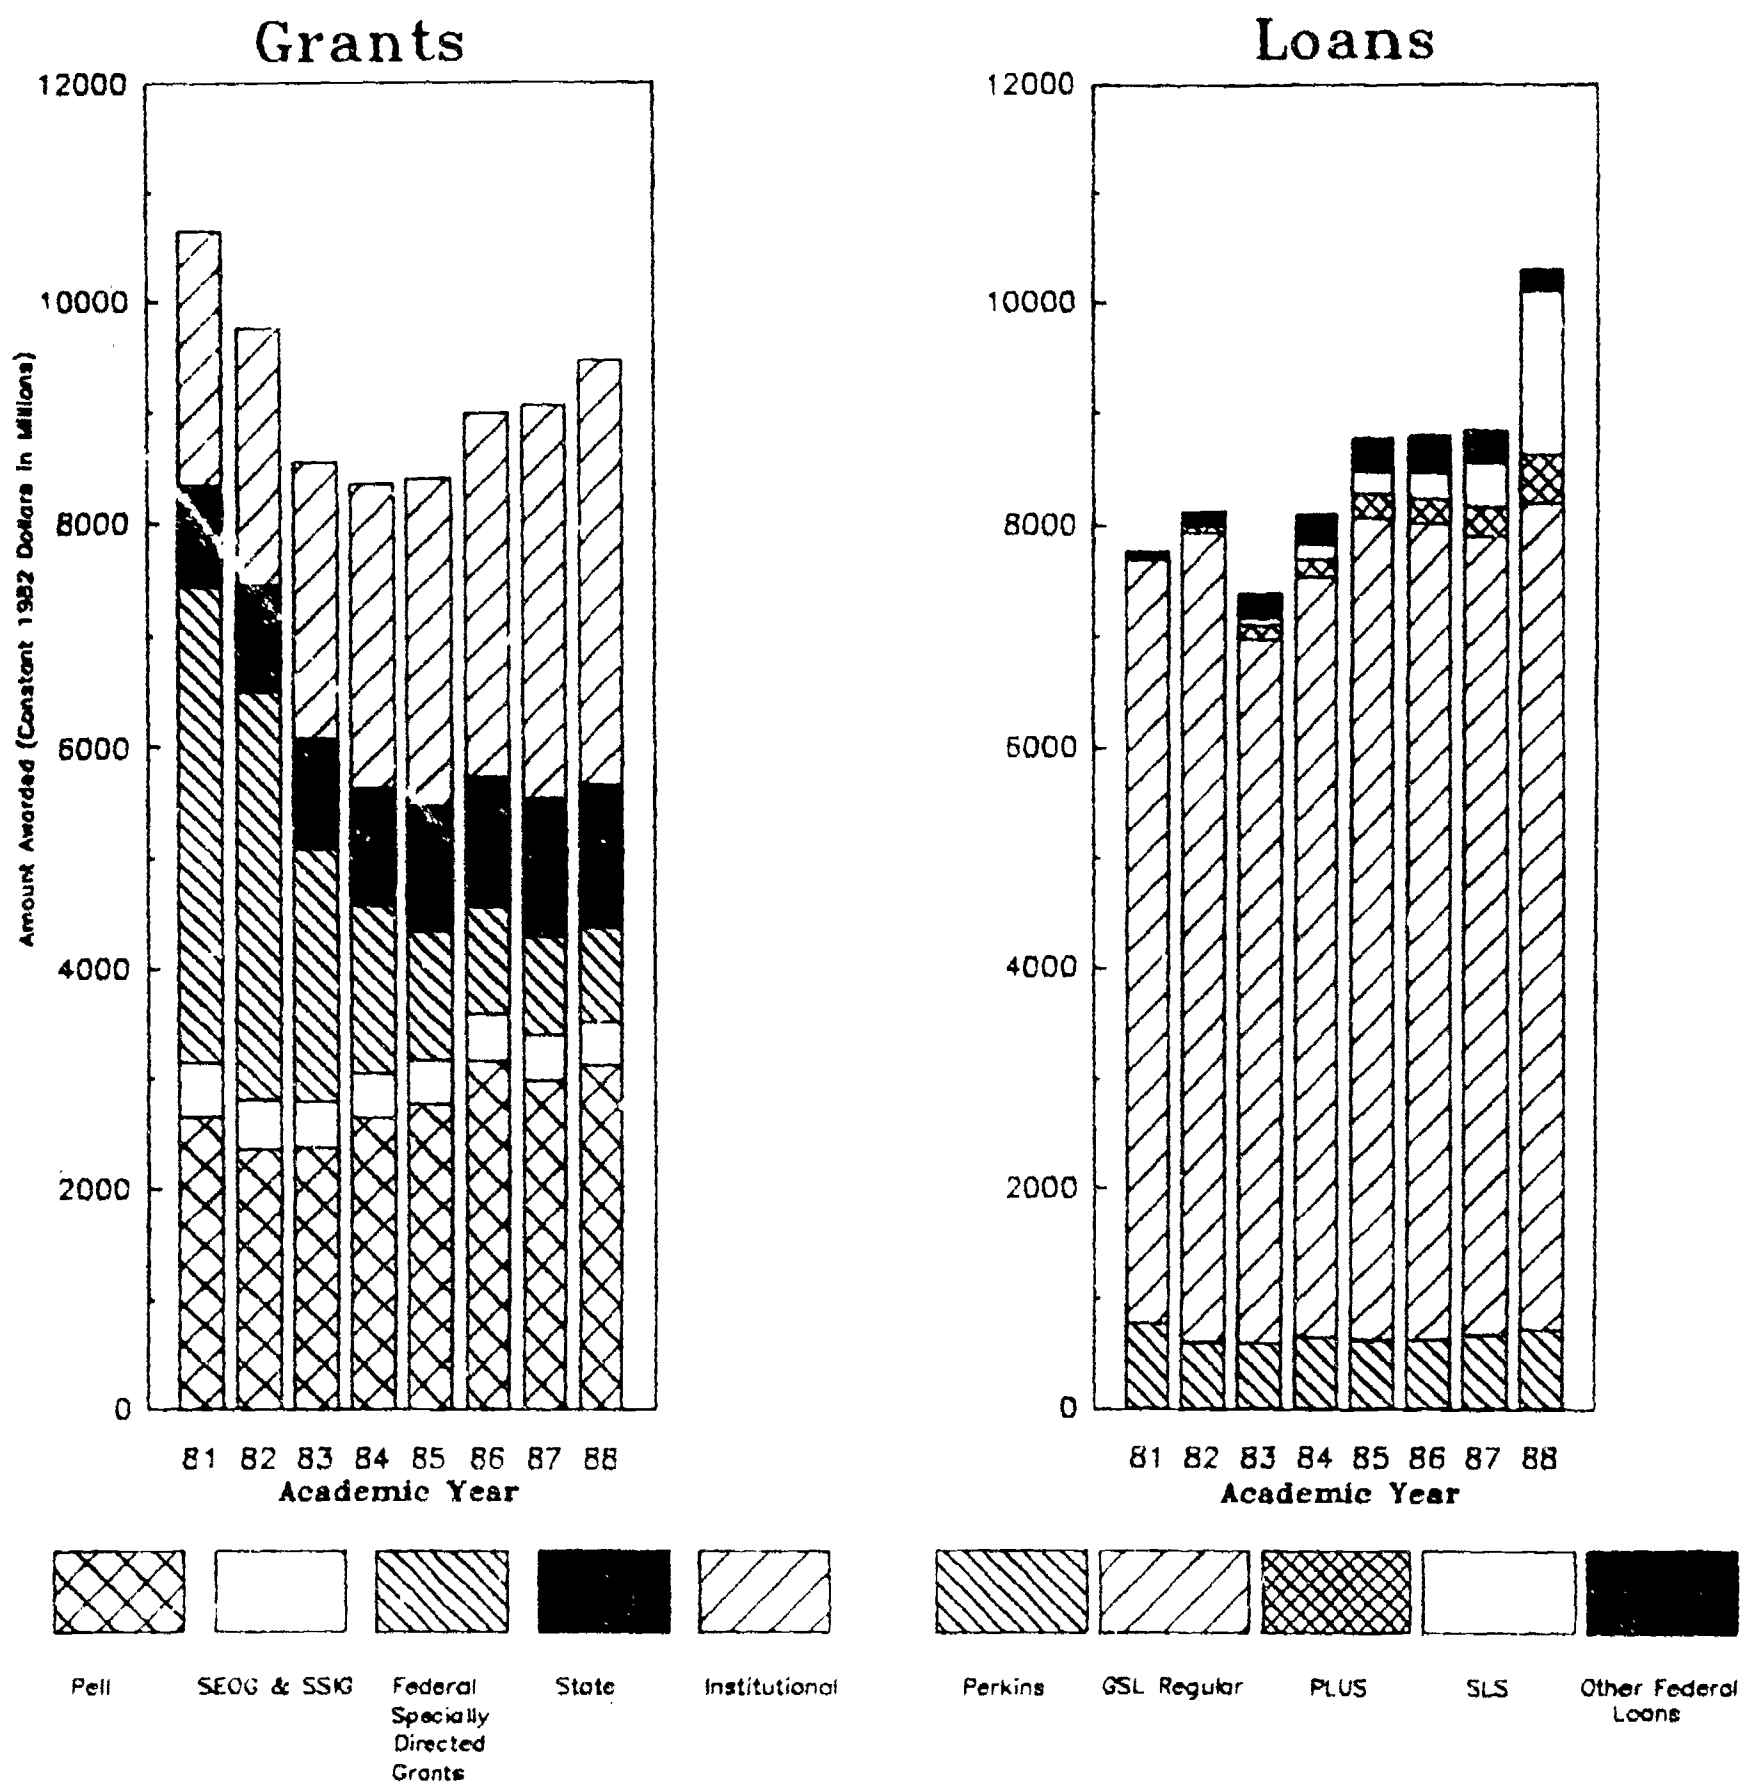 Grants
12000
10000
8000
6000
4000
2000
0
Amount Awarded (Constant 1982 Dollars in Millions)
81 82 83 84 85 86 87 88
Academic Year
Pell
SEOG & SSIG
Federal
Specially
Directed
Grants
State
Institutional
Loans
12000
10000
8000
6000
4000
2000
0
81 82 83 84 85 86 87 88
Academic Year
Perkins
GSL Regular
PLUS
SLS
Other Federal
Loans